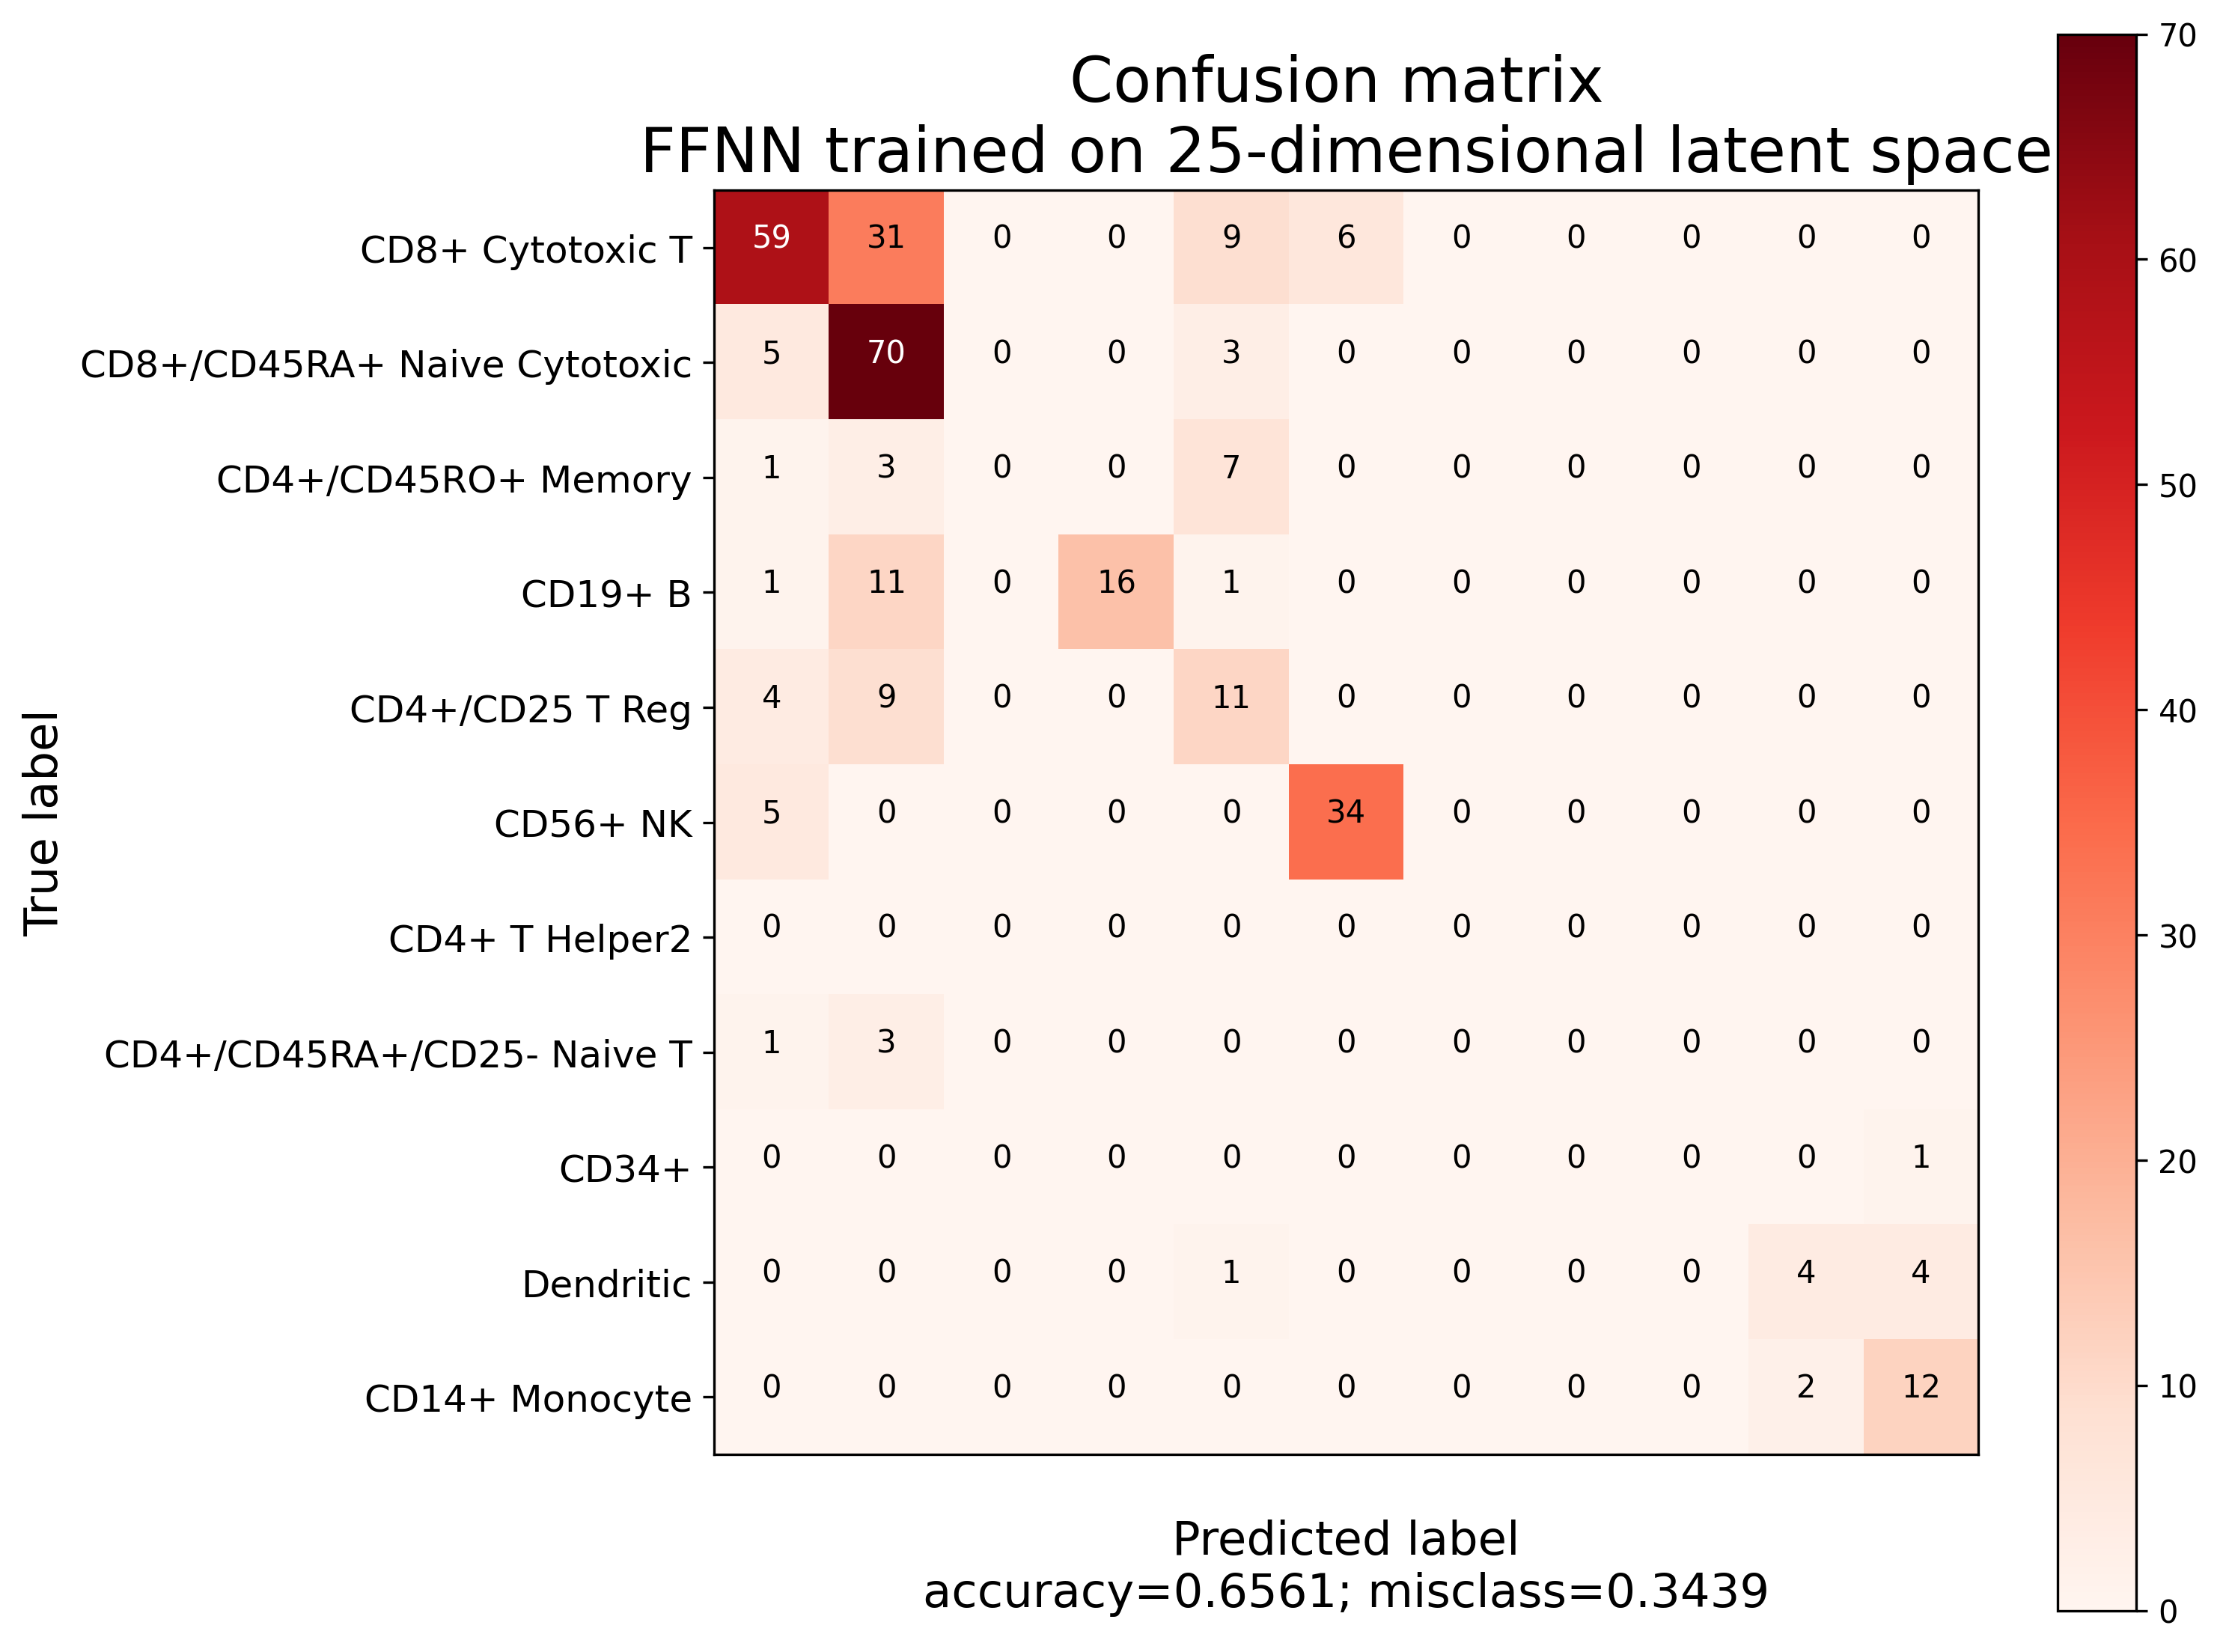 Confusion matrix
FFNN trained on 25-dimensional latent space
CD8+ Cytotoxic T 59 31 0 0 9 6 0 0 0 0 0
CD8+/CD45RA+ Naive Cytotoxic 5 70 0 0 3 0 0 0 0 0 0
CD4+/CD45RO+ Memory 1 3 0 0 7 0 0 0 0 0 0
CD19+ B 1 11 0 16 1 0 0 0 0 0 0
CD4+/CD25 T Reg 4 9 0 0 11 0 0 0 0 0 0
CD56+ NK 5 0 0 0 0 34 0 0 0 0 0
CD4+ T Helper2 0 0 0 0 0 0 0 0 0 0 0
CD4+/CD45RA+/CD25- Naive T 1 3 0 0 0 0 0 0 0 0 0
CD34+ 0 0 0 0 0 0 0 0 0 0 1
Dendritic 0 0 0 0 1 0 0 0 0 4 4
CD14+ Monocyte 0 0 0 0 0 0 0 0 0 2 12
True label
Predicted label
accuracy=0.6561; misclass=0.3439
70
60
50
40
30
20
10
0